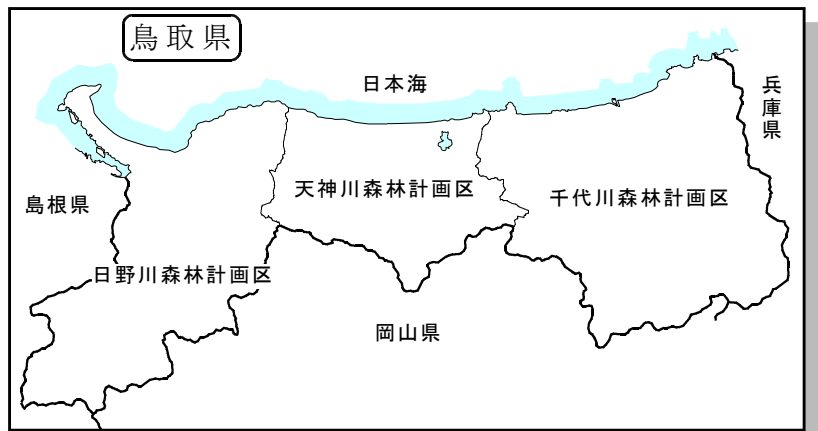 鳥取県
日本海
兵庫県
島根県
天神川森林計画区
千代川森林計画区
日野川森林計画区
岡山県